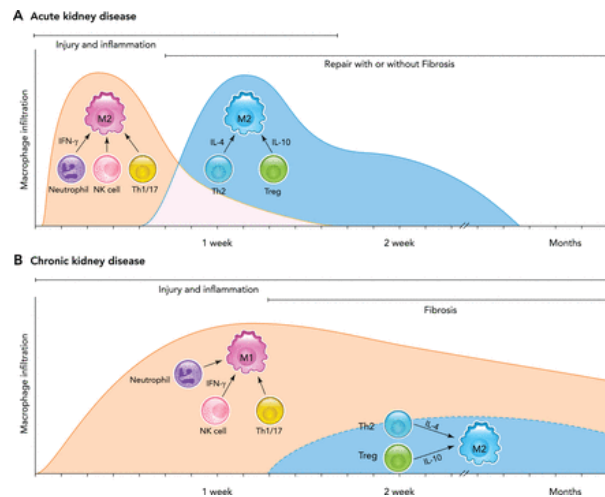 A Acute kidney disease
Injury and inflammation
Repair with or without Fibrosis
Macrophage infiltration
M2
IFN-γ
Neutrophil
NK cell
Th1/17
M2
IL-4
IL-10
Th2
Treg
1 week
2 week
Months
B Chronic kidney disease
Injury and inflammation
Fibrosis
Macrophage infiltration
M1
Neutrophil
IFN-γ
NK cell
Th1/17
Th2
IL-4
M2
Treg
IL-10
1 week
2 week
Months